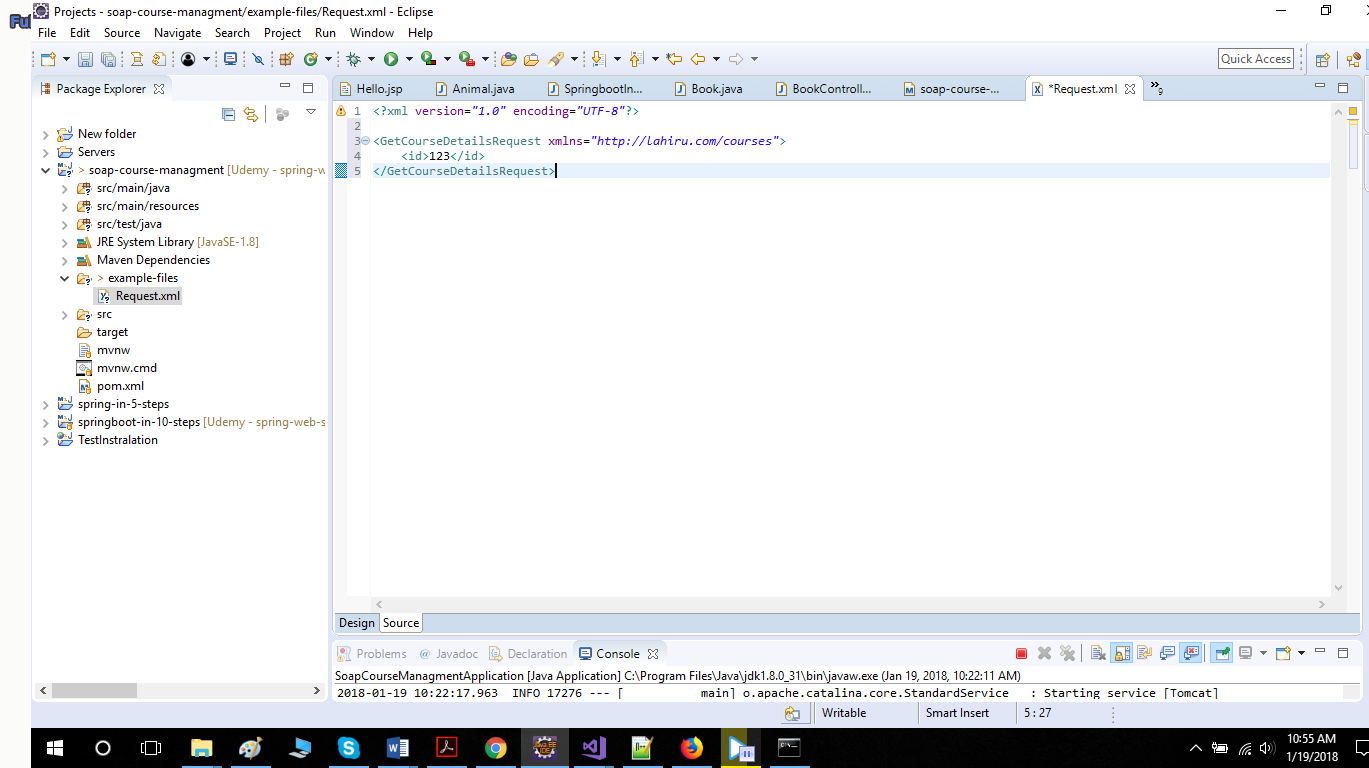 Projects - soap-course-managment/example-files/Request.xml - Eclipse
Fu
File Edit Source Navigate Search Project Run Window Help
Quick Access
Package Explorer
Hello.jsp Animal.java SpringbootIn... Book.java BookControll... soap-course-... *Request.xml »9
New folder
Servers
> soap-course-managment [Udemy - spring-w
src/main/java
src/main/resources
src/test/java
JRE System Library [JavaSE-1.8]
Maven Dependencies
> example-files
Request.xml
src
target
mvnw
mvnw.cmd
pom.xml
spring-in-5-steps
springboot-in-10-steps [Udemy - spring-web-s
TestInstralation
1 <?xml version="1.0" encoding="UTF-8"?>
2
3 <GetCourseDetailsRequest xmlns="http://lahiru.com/courses">
4 <id>123</id>
5 </GetCourseDetailsRequest>
Design Source
Problems @ Javadoc Declaration Console
SoapCourseManagmentApplication [Java Application] C:\Program Files\Java\jdk1.8.0_31\bin\javaw.exe (Jan 19, 2018, 10:22:11 AM)
2018-01-19 10:22:17.963 INFO 17276 --- [ main] o.apache.catalina.core.StandardService : Starting service [Tomcat]
Writable Smart Insert 5 : 27
10:55 AM
1/19/2018